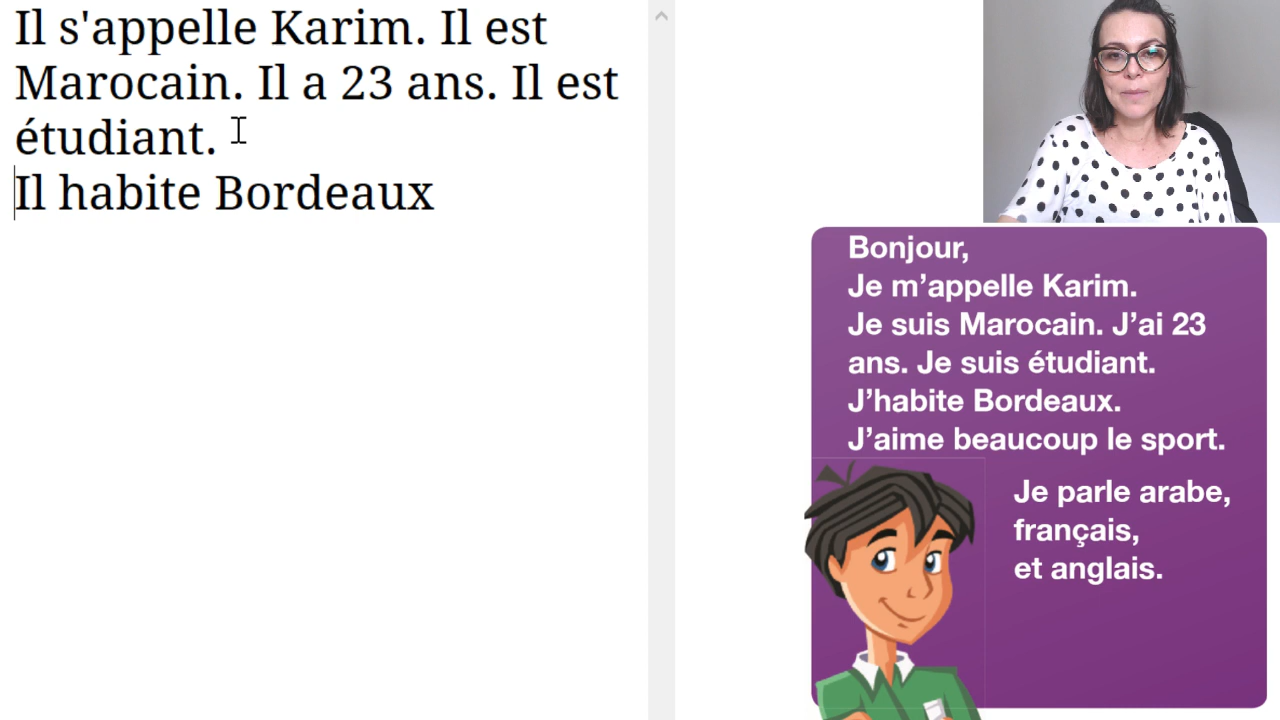 Il s'appelle Karim. Il est
Marocain. Il a 23 ans. Il est
étudiant.
Il habite Bordeaux
Bonjour,
Je m’appelle Karim.
Je suis Marocain. J’ai 23
ans. Je suis étudiant.
J’habite Bordeaux.
J’aime beaucoup le sport.
Je parle arabe,
français,
et anglais.